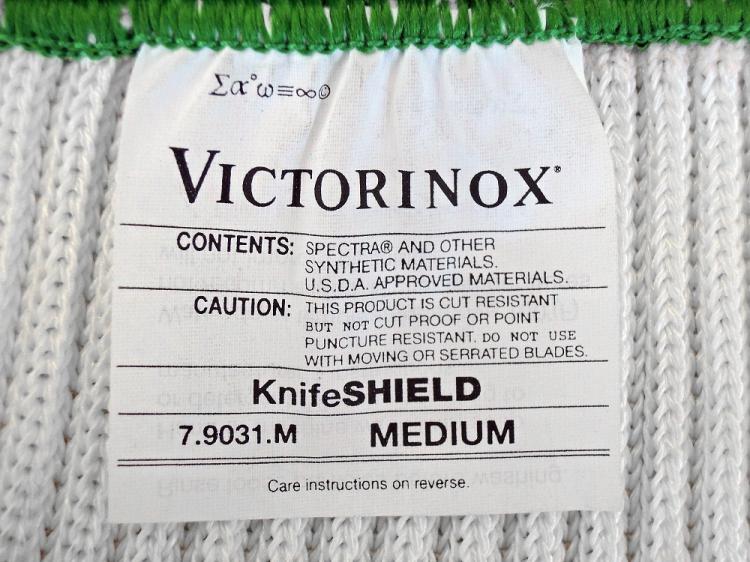 Σα°ω≡∞©
VICTORINOX®
CONTENTS: SPECTRA® AND OTHER
SYNTHETIC MATERIALS.
U.S.D.A. APPROVED MATERIALS.
CAUTION: THIS PRODUCT IS CUT RESISTANT
BUT NOT CUT PROOF OR POINT
PUNCTURE RESISTANT. DO NOT USE
WITH MOVING OR SERRATED BLADES.
KnifeSHIELD
7.9031.M MEDIUM
Care instructions on reverse.